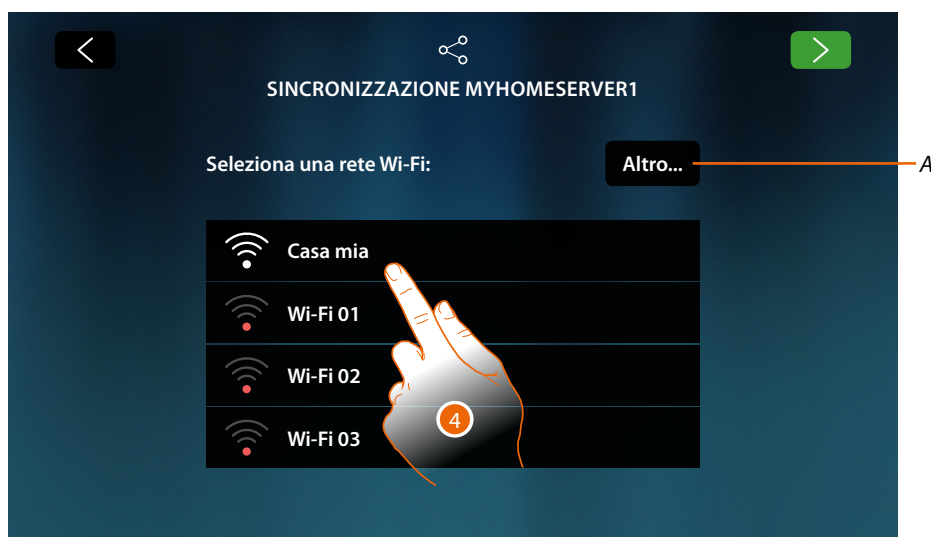 SINCRONIZZAZIONE MYHOMESERVER1
Seleziona una rete Wi-Fi:
Altro...
A
Casa mia
Wi-Fi 01
Wi-Fi 02
4
Wi-Fi 03